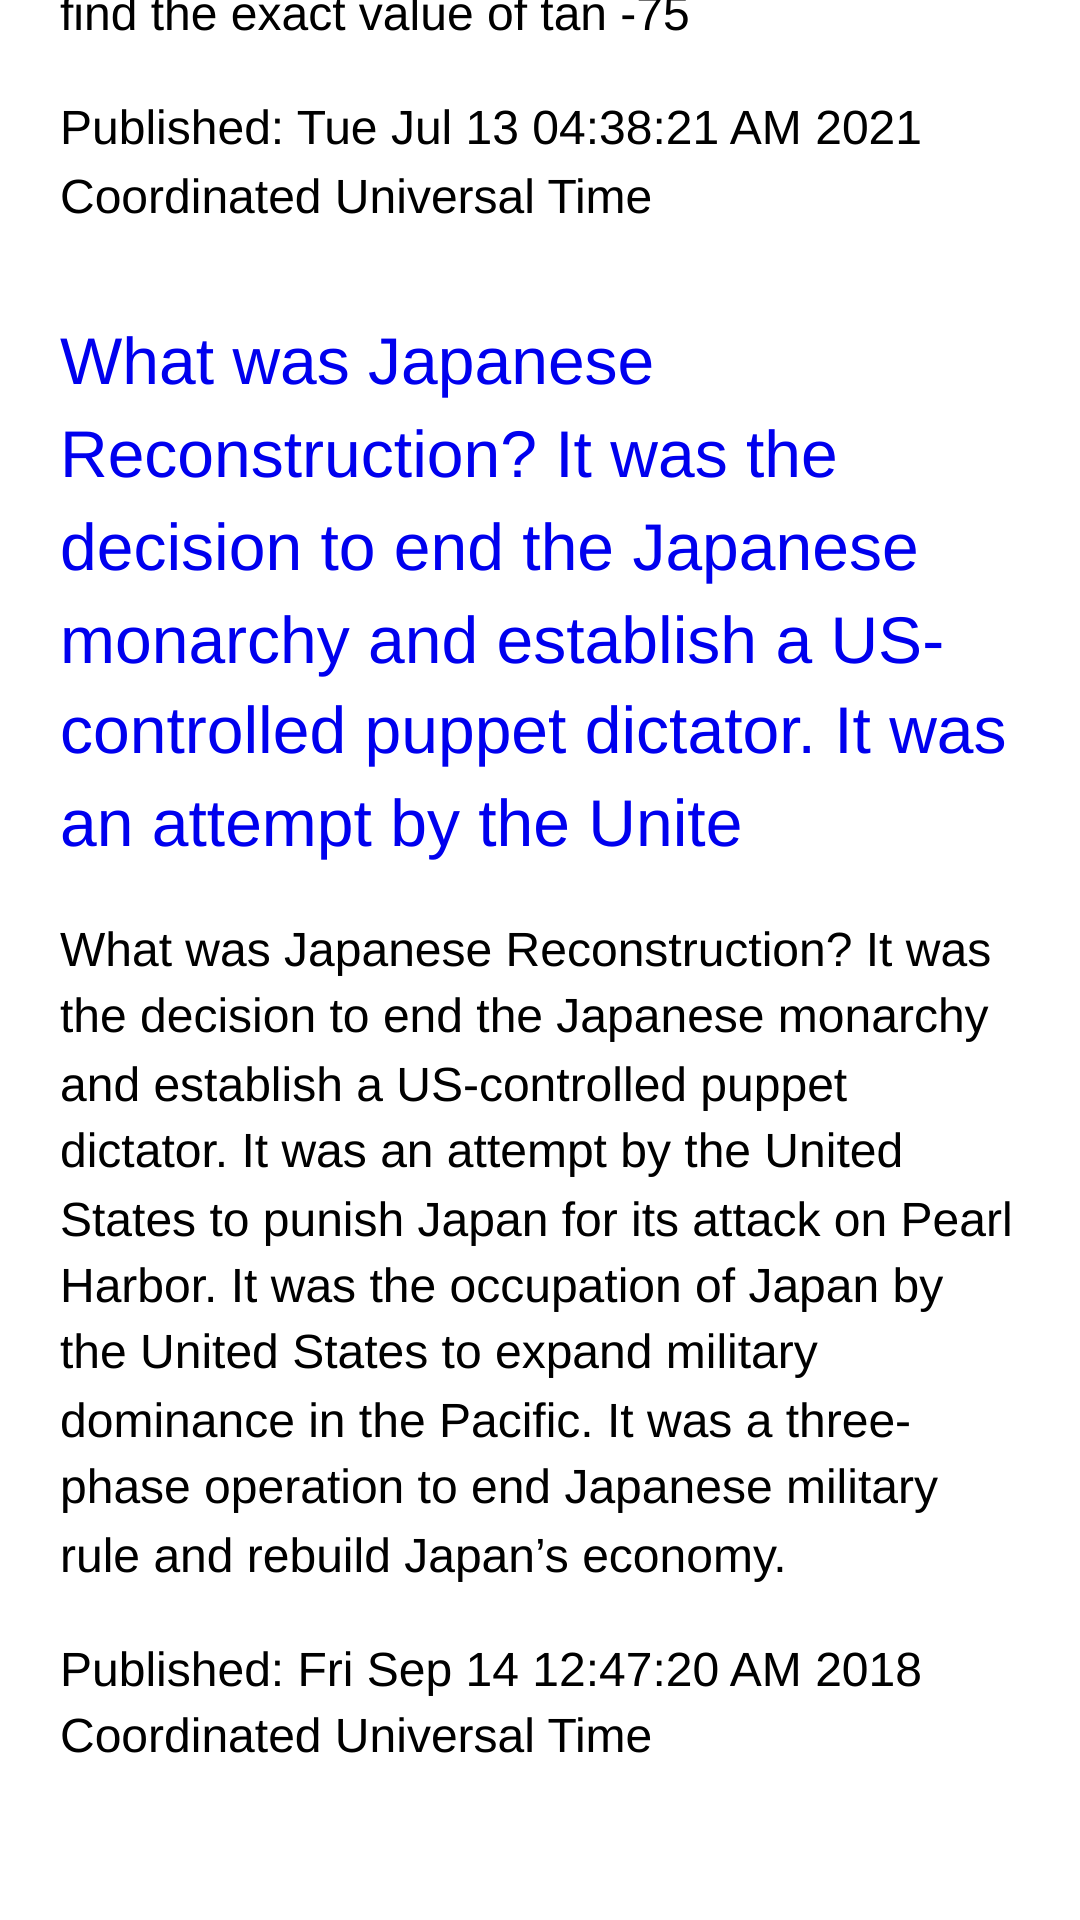 find the exact value of tan -75
Published: Tue Jul 13 04:38:21 AM 2021
Coordinated Universal Time
What was Japanese
Reconstruction? It was the
decision to end the Japanese
monarchy and establish a US-
controlled puppet dictator. It was
an attempt by the Unite
What was Japanese Reconstruction? It was
the decision to end the Japanese monarchy
and establish a US-controlled puppet
dictator. It was an attempt by the United
States to punish Japan for its attack on Pearl
Harbor. It was the occupation of Japan by
the United States to expand military
dominance in the Pacific. It was a three-
phase operation to end Japanese military
rule and rebuild Japan’s economy.
Published: Fri Sep 14 12:47:20 AM 2018
Coordinated Universal Time